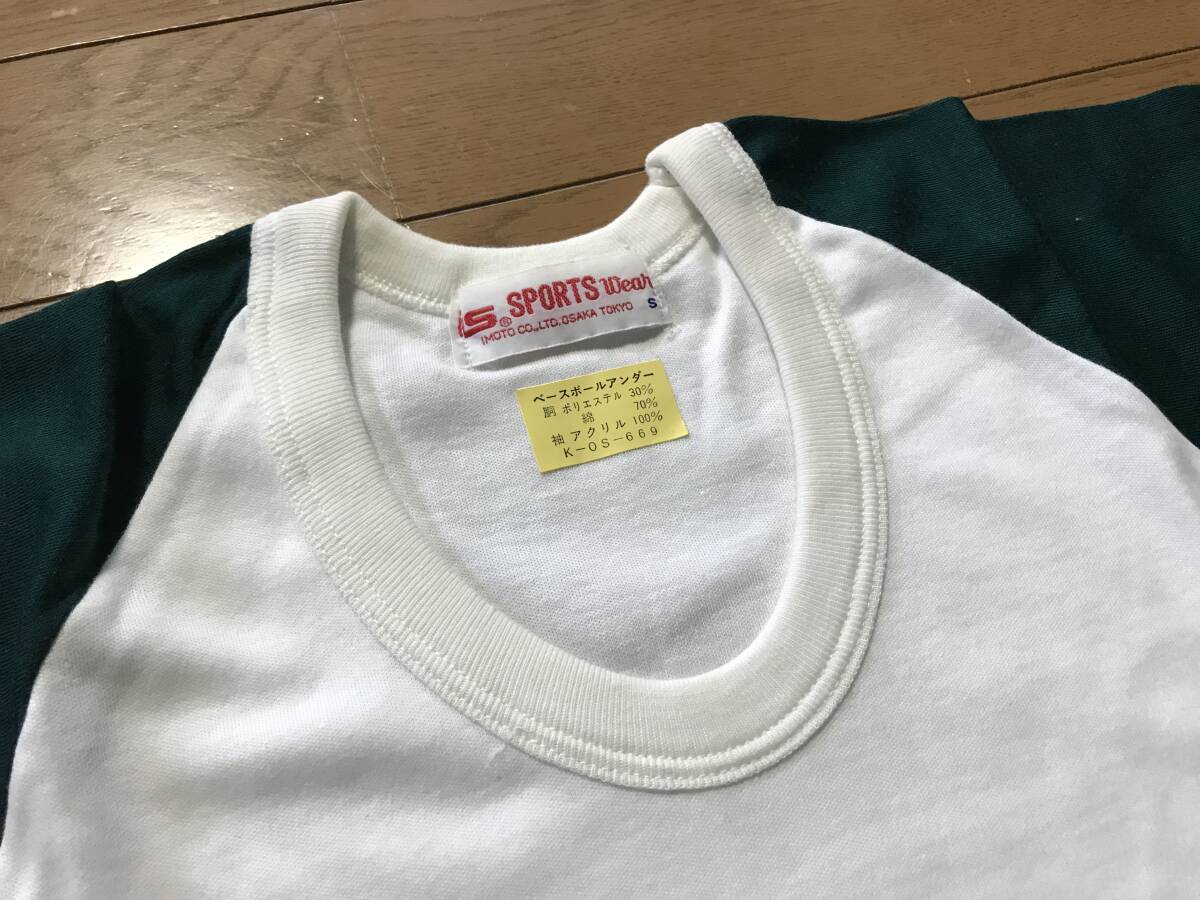 S® SPORTS Wear
IMOTO CO.,LTD. OSAKA TOKYO S
ベースボールアンダー
胴 ポリエステル 30%
綿 70%
袖 アクリル 100%
K-OS-669